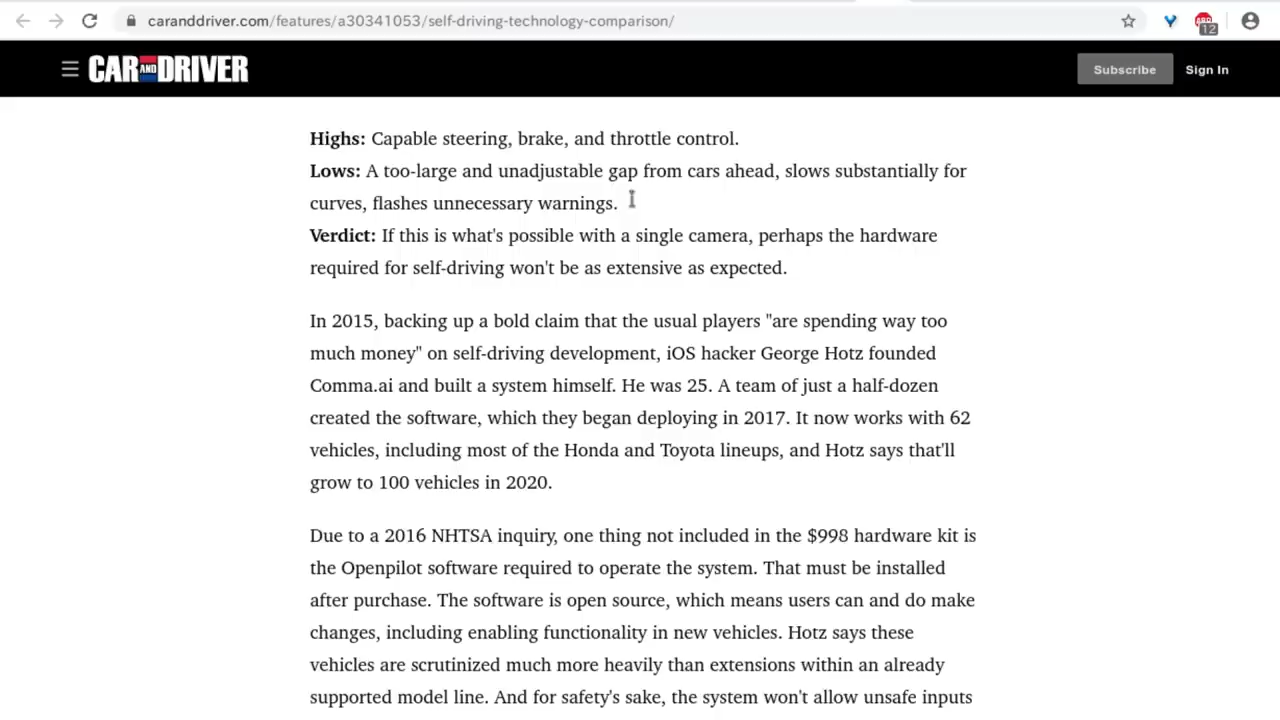 caranddriver.com/features/a30341053/self-driving-technology-comparison/
12
CAR AND DRIVER
Subscribe
Sign In
Highs: Capable steering, brake, and throttle control.
Lows: A too-large and unadjustable gap from cars ahead, slows substantially for
curves, flashes unnecessary warnings.
Verdict: If this is what's possible with a single camera, perhaps the hardware
required for self-driving won't be as extensive as expected.
In 2015, backing up a bold claim that the usual players "are spending way too
much money" on self-driving development, iOS hacker George Hotz founded
Comma.ai and built a system himself. He was 25. A team of just a half-dozen
created the software, which they began deploying in 2017. It now works with 62
vehicles, including most of the Honda and Toyota lineups, and Hotz says that'll
grow to 100 vehicles in 2020.
Due to a 2016 NHTSA inquiry, one thing not included in the $998 hardware kit is
the Openpilot software required to operate the system. That must be installed
after purchase. The software is open source, which means users can and do make
changes, including enabling functionality in new vehicles. Hotz says these
vehicles are scrutinized much more heavily than extensions within an already
supported model line. And for safety's sake, the system won't allow unsafe inputs